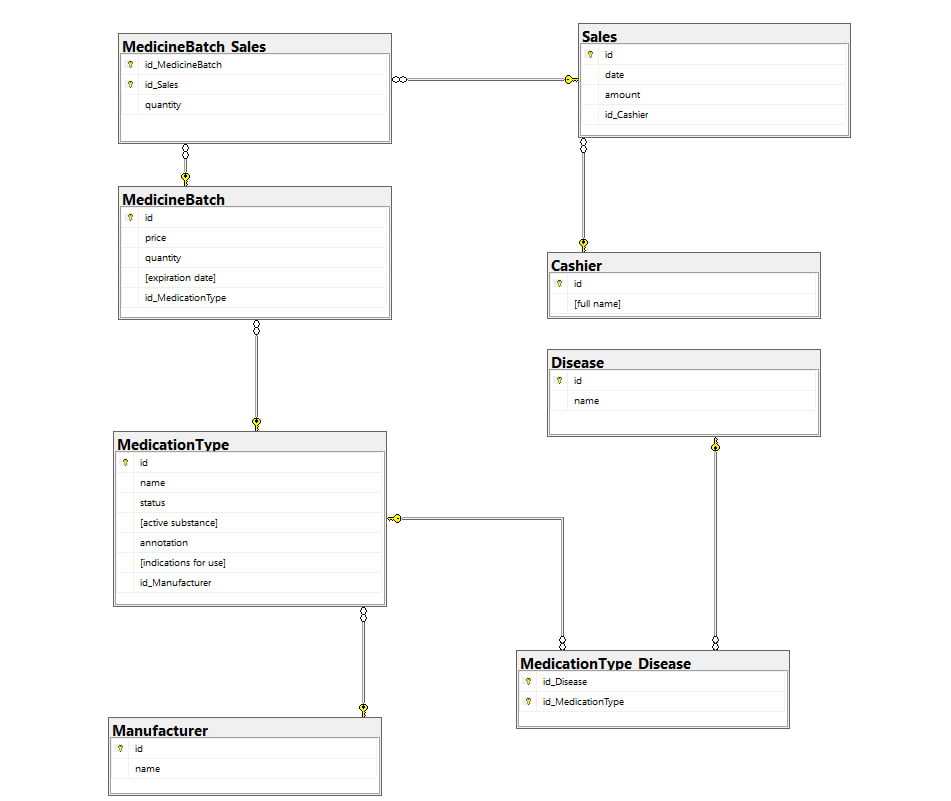 MedicineBatch_Sales
id_MedicineBatch
id_Sales
quantity
Sales
id
date
amount
id_Cashier
MedicineBatch
id
price
quantity
[expiration date]
id_MedicationType
Cashier
id
[full name]
Disease
id
name
MedicationType
id
name
status
[active substance]
annotation
[indications for use]
id_Manufacturer
MedicationType_Disease
id_Disease
id_MedicationType
Manufacturer
id
name